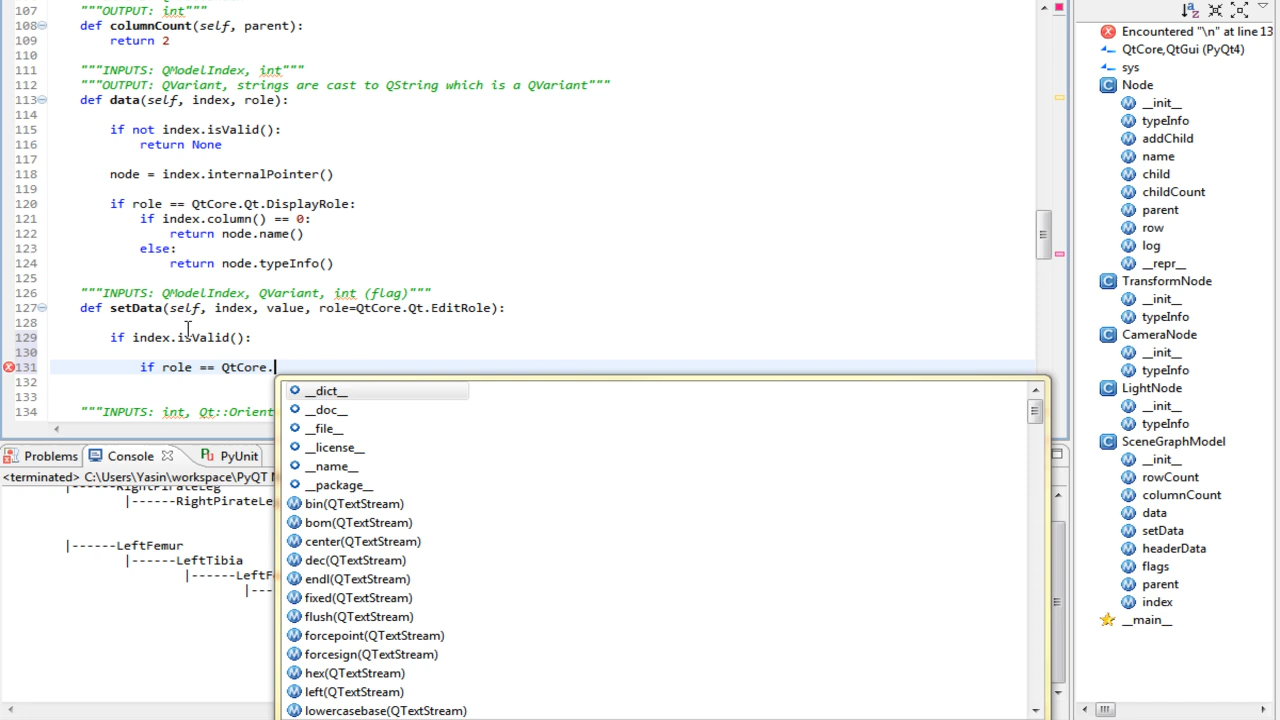 107 """OUTPUT: int"""
108 def columnCount(self, parent):
109 return 2
110
111 """INPUTS: QModelIndex, int"""
112 """OUTPUT: QVariant, strings are cast to QString which is a QVariant"""
113 def data(self, index, role):
114
115 if not index.isValid():
116 return None
117
118 node = index.internalPointer()
119
120 if role == QtCore.Qt.DisplayRole:
121 if index.column() == 0:
122 return node.name()
123 else:
124 return node.typeInfo()
125
126 """INPUTS: QModelIndex, QVariant, int (flag)"""
127 def setData(self, index, value, role=QtCore.Qt.EditRole):
128
129 if index.isValid():
130
131 if role == QtCore.
132
133
134 """INPUTS: int, Qt::Orient
__dict__
__doc__
__file__
__license__
__name__
__package__
bin(QTextStream)
bom(QTextStream)
center(QTextStream)
dec(QTextStream)
endl(QTextStream)
fixed(QTextStream)
flush(QTextStream)
forcepoint(QTextStream)
forcesign(QTextStream)
hex(QTextStream)
left(QTextStream)
lowercasebase(QTextStream)
Problems Console PyUnit
<terminated> C:\Users\Yasin\workspace\PyQT
|------RightPirateLeg
|------RightPirateLe
|------LeftFemur
|------LeftTibia
|------LeftF
|---
Encountered "\n" at line 13
QtCore,QtGui (PyQt4)
sys
Node
__init__
typeInfo
addChild
name
child
childCount
parent
row
log
__repr__
TransformNode
__init__
typeInfo
CameraNode
__init__
typeInfo
LightNode
__init__
typeInfo
SceneGraphModel
__init__
rowCount
columnCount
data
setData
headerData
flags
parent
index
__main__